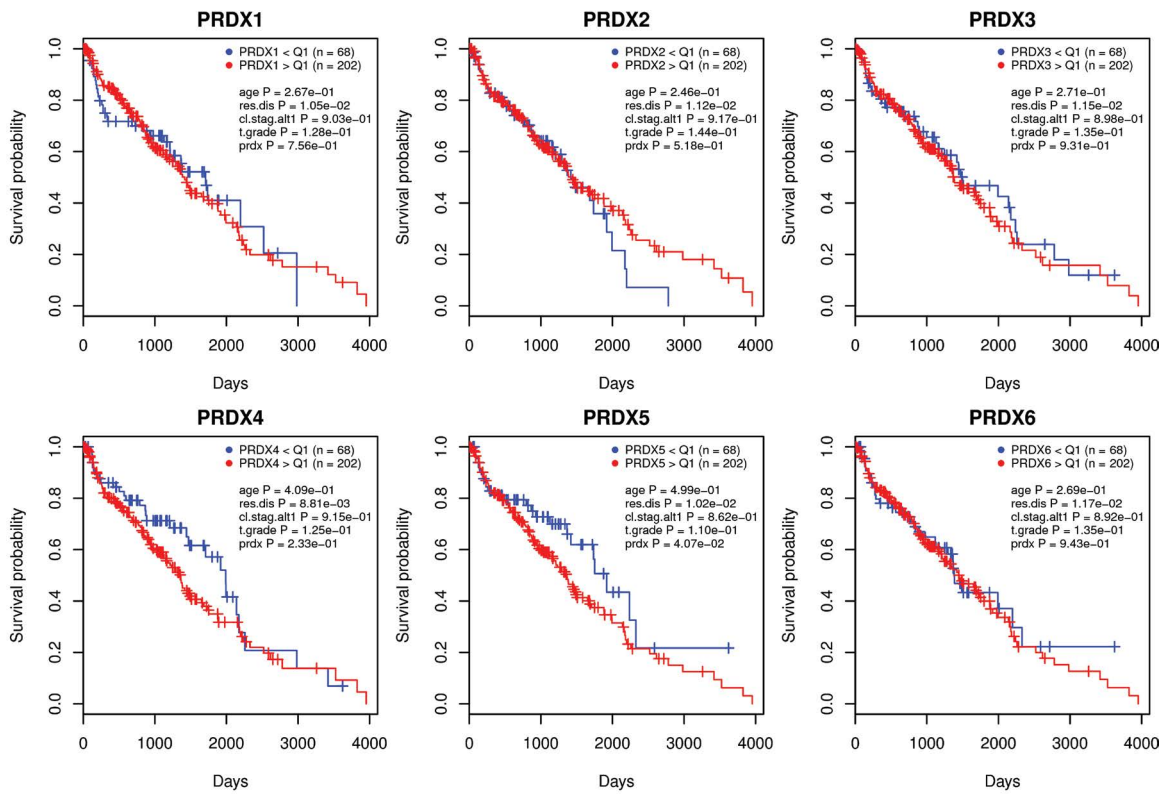 PRDX1
PRDX1 < Q1 (n = 68)
PRDX1 > Q1 (n = 202)
age P = 2.67e−01
res.dis P = 1.05e−02
cl.stag.alt1 P = 9.03e−01
t.grade P = 1.28e−01
prdx P = 7.56e−01
Survival probability
0.0 0.2 0.4 0.6 0.8 1.0
0 1000 2000 3000 4000
Days
PRDX2
PRDX2 < Q1 (n = 68)
PRDX2 > Q1 (n = 202)
age P = 2.46e−01
res.dis P = 1.12e−02
cl.stag.alt1 P = 9.17e−01
t.grade P = 1.44e−01
prdx P = 5.18e−01
Survival probability
0.0 0.2 0.4 0.6 0.8 1.0
0 1000 2000 3000 4000
Days
PRDX3
PRDX3 < Q1 (n = 68)
PRDX3 > Q1 (n = 202)
age P = 2.71e−01
res.dis P = 1.15e−02
cl.stag.alt1 P = 8.98e−01
t.grade P = 1.35e−01
prdx P = 9.31e−01
Survival probability
0.0 0.2 0.4 0.6 0.8 1.0
0 1000 2000 3000 4000
Days
PRDX4
PRDX4 < Q1 (n = 68)
PRDX4 > Q1 (n = 202)
age P = 4.09e−01
res.dis P = 8.81e−03
cl.stag.alt1 P = 9.15e−01
t.grade P = 1.25e−01
prdx P = 2.33e−01
Survival probability
0.0 0.2 0.4 0.6 0.8 1.0
0 1000 2000 3000 4000
Days
PRDX5
PRDX5 < Q1 (n = 68)
PRDX5 > Q1 (n = 202)
age P = 4.99e−01
res.dis P = 1.02e−02
cl.stag.alt1 P = 8.62e−01
t.grade P = 1.10e−01
prdx P = 4.07e−02
Survival probability
0.0 0.2 0.4 0.6 0.8 1.0
0 1000 2000 3000 4000
Days
PRDX6
PRDX6 < Q1 (n = 68)
PRDX6 > Q1 (n = 202)
age P = 2.69e−01
res.dis P = 1.17e−02
cl.stag.alt1 P = 8.92e−01
t.grade P = 1.35e−01
prdx P = 9.43e−01
Survival probability
0.0 0.2 0.4 0.6 0.8 1.0
0 1000 2000 3000 4000
Days